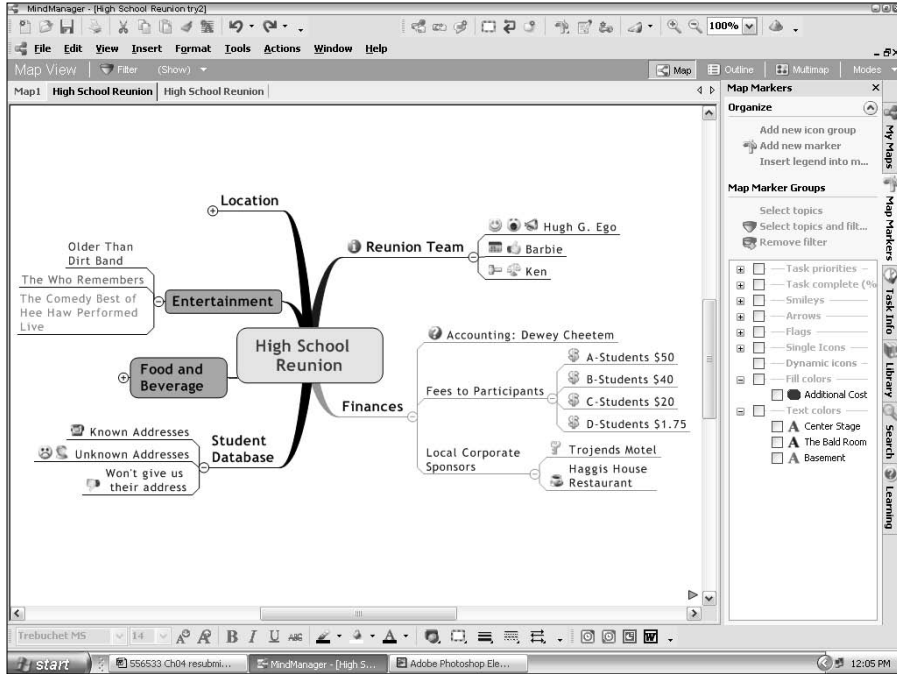 MindManager - [High School Reunion try2]
100%
File Edit View Insert Format Tools Actions Window Help
Map View Filter (Show) Map Outline Multimap Modes
Map1 High School Reunion High School Reunion
Location
Older Than
Dirt Band
The Who Remembers
The Comedy Best of
Hee Haw Performed
Live
Entertainment
Food and
Beverage
Known Addresses
Unknown Addresses
Won't give us
their address
Student
Database
High School
Reunion
Reunion Team
Hugh G. Ego
Barbie
Ken
Finances
Accounting: Dewey Cheetem
Fees to Participants
A-Students $50
B-Students $40
C-Students $20
D-Students $1.75
Local Corporate
Sponsors
Trojends Motel
Haggis House
Restaurant
Map Markers
Organize
Add new icon group
Add new marker
Insert legend into m...
Map Marker Groups
Select topics
Select topics and filt...
Remove filter
Task priorities
Task complete (%
Smileys
Arrows
Flags
Single Icons
Dynamic icons
Fill colors
Additional Cost
Text colors
A Center Stage
A The Bald Room
A Basement
My Maps
Map Markers
Task Info
Library
Search
Learning
Trebuchet MS 14 B I U ABC A W
start 556533 Ch04 resubmi... MindManager - [High S... Adobe Photoshop Ele... 12:05 PM